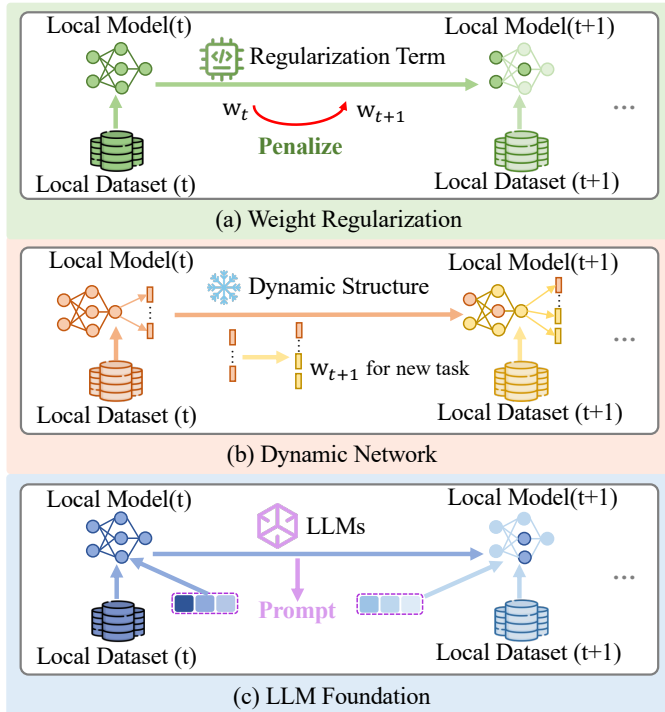 Local Model(t)
Local Model(t+1)
Regularization Term
w_t
w_{t+1}
Penalize
...
Local Dataset (t)
Local Dataset (t+1)
(a) Weight Regularization
Local Model(t)
Local Model(t+1)
Dynamic Structure
w_{t+1} for new task
...
Local Dataset (t)
Local Dataset (t+1)
(b) Dynamic Network
Local Model(t)
Local Model(t+1)
LLMs
Prompt
...
Local Dataset (t)
Local Dataset (t+1)
(c) LLM Foundation